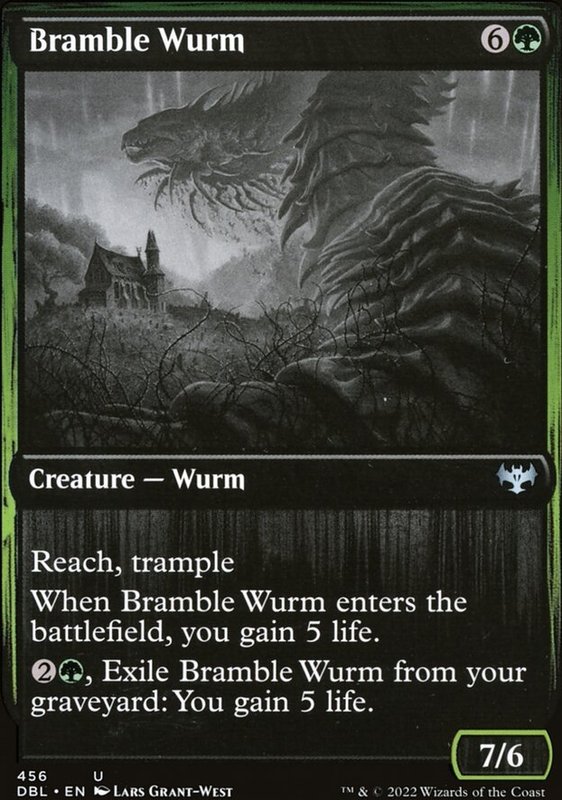 Bramble Wurm 6
Creature — Wurm
Reach, trample
When Bramble Wurm enters the
battlefield, you gain 5 life.
2, Exile Bramble Wurm from your
graveyard: You gain 5 life.
7/6
456 U
DBL • EN Lars Grant-West
™ & © 2022 Wizards of the Coast